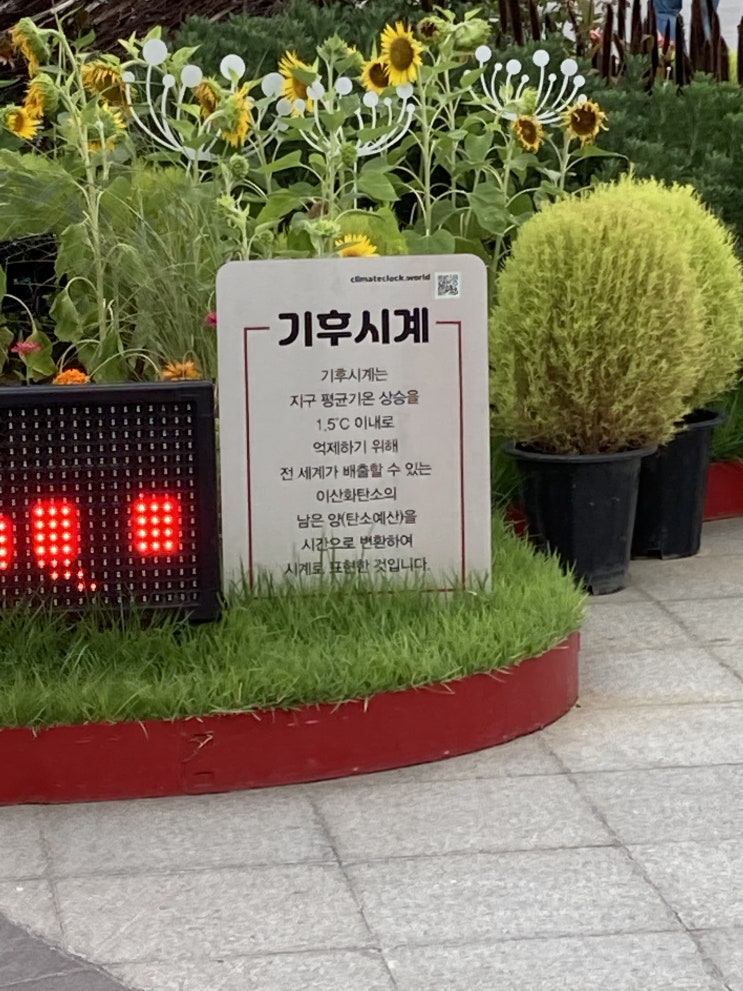 climateclock.world
기후시계
기후시계는
지구 평균기온 상승을
1.5℃ 이내로
억제하기 위해
전 세계가 배출할 수 있는
이산화탄소의
남은 양(탄소예산)을
시간으로 변환하여
시계로 표현한 것입니다.